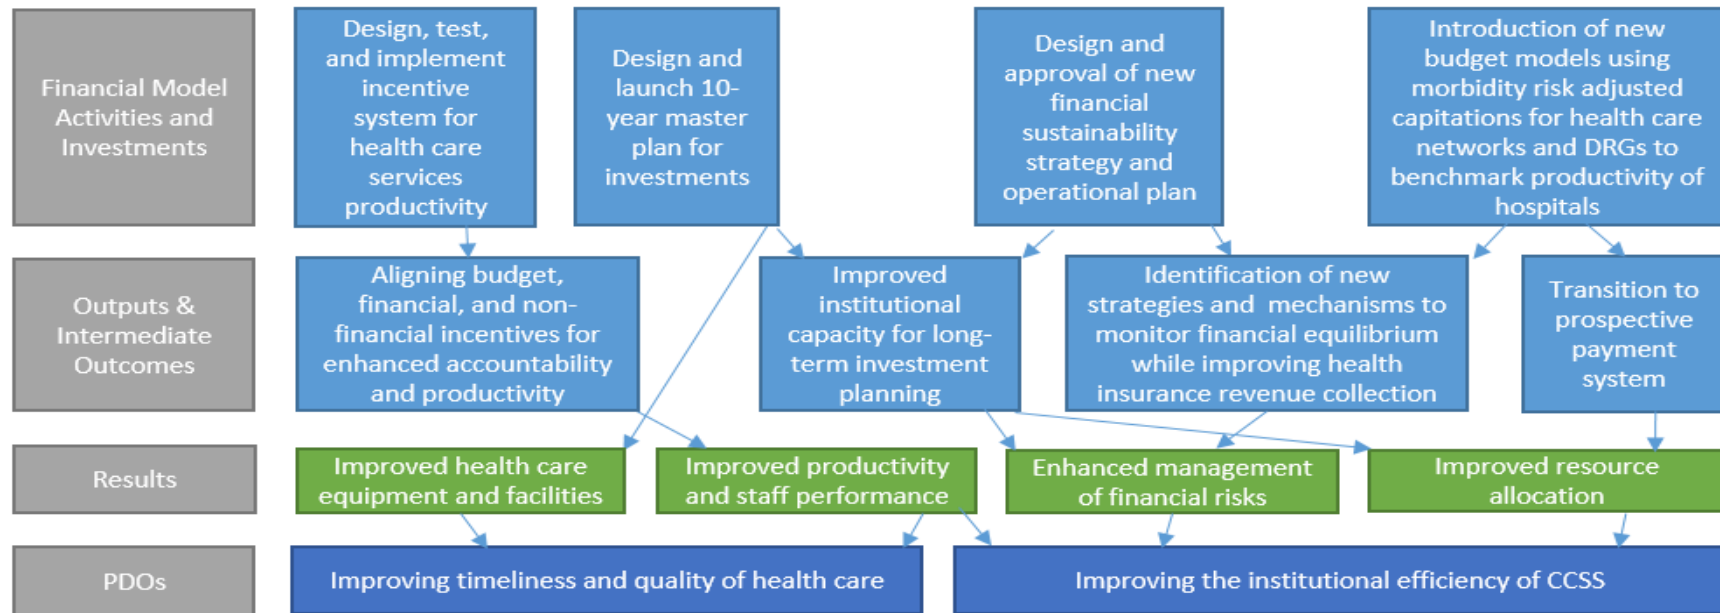 Financial Model
Activities and
Investments
Design, test,
and implement
incentive
system for
health care
services
productivity
Design and
launch 10-
year master
plan for
investments
Design and
approval of new
financial
sustainability
strategy and
operational plan
Introduction of new
budget models using
morbidity risk adjusted
capitations for health care
networks and DRGs to
benchmark productivity of
hospitals
Outputs &
Intermediate
Outcomes
Aligning budget,
financial, and non-
financial incentives for
enhanced accountability
and productivity
Improved
institutional
capacity for long-
term investment
planning
Identification of new
strategies and mechanisms to
monitor financial equilibrium
while improving health
insurance revenue collection
Transition to
prospective
payment
system
Results
Improved health care
equipment and facilities
Improved productivity
and staff performance
Enhanced management
of financial risks
Improved resource
allocation
PDOs
Improving timeliness and quality of health care
Improving the institutional efficiency of CCSS